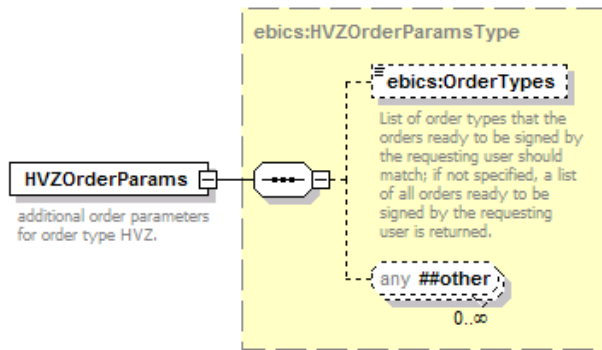 ebics:HVZOrderParamsType
ebics:OrderTypes
List of order types that the
orders ready to be signed by
the requesting user should
match; if not specified, a list
of all orders ready to be
signed by the requesting
user is returned.
HVZOrderParams
additional order parameters
for order type HVZ.
any ##other
0..∞